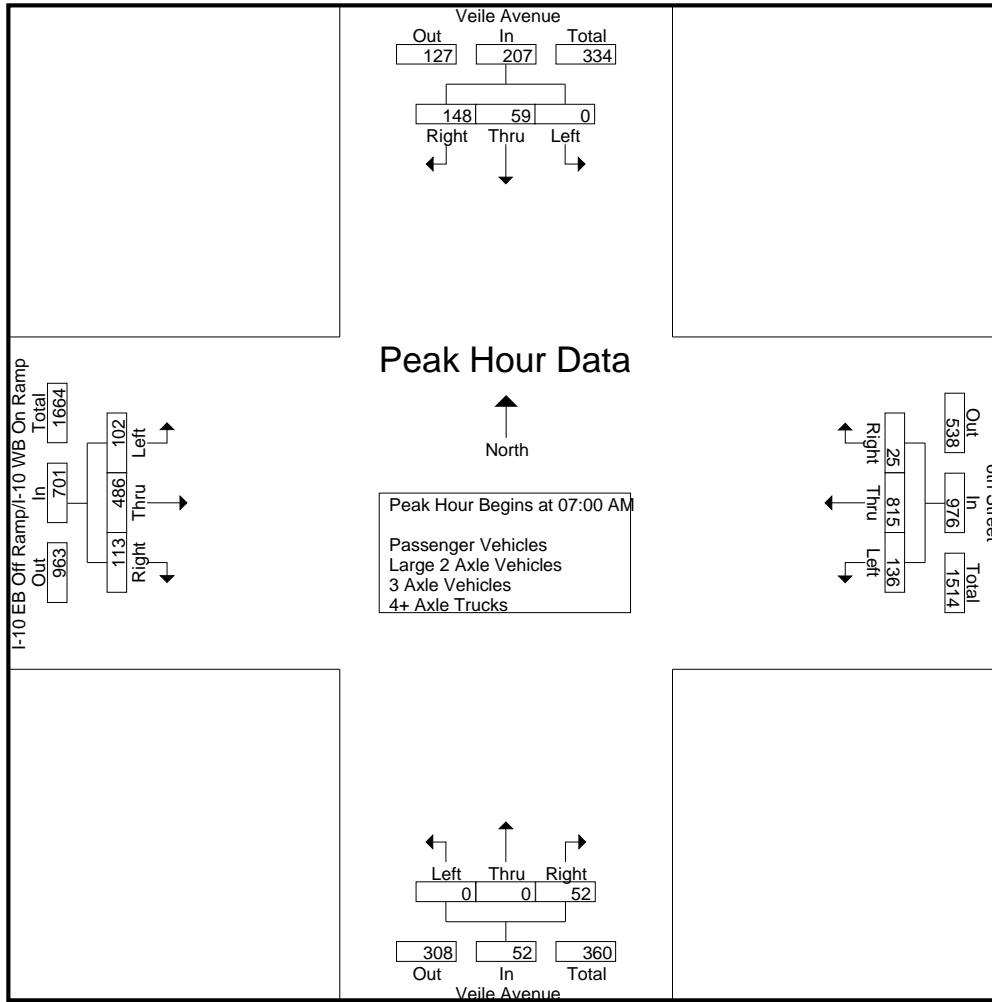 Veile Avenue
Out In Total
127 207 334
148 59 0
Right Thru Left
Peak Hour Data
North
Peak Hour Begins at 07:00 AM
Passenger Vehicles
Large 2 Axle Vehicles
3 Axle Vehicles
4+ Axle Trucks
I-10 EB Off Ramp/I-10 WB On Ramp
Out In Total
963 701 1664
113 486 102
Right Thru Left
Street
Out In Total
538 976 1514
25 815 136
Right Thru Left
Left Thru Right
0 0 52
308 52 360
Out In Total
Veile Avenue